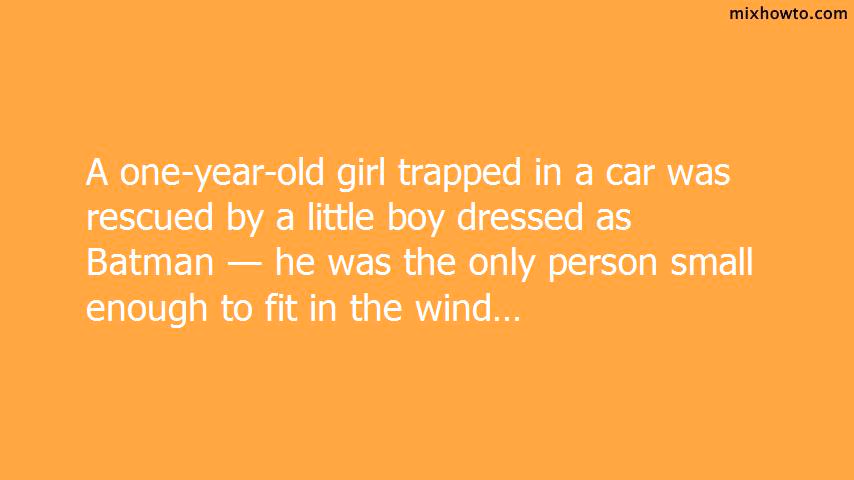 mixhowto.com
A one-year-old girl trapped in a car was
rescued by a little boy dressed as
Batman — he was the only person small
enough to fit in the wind…